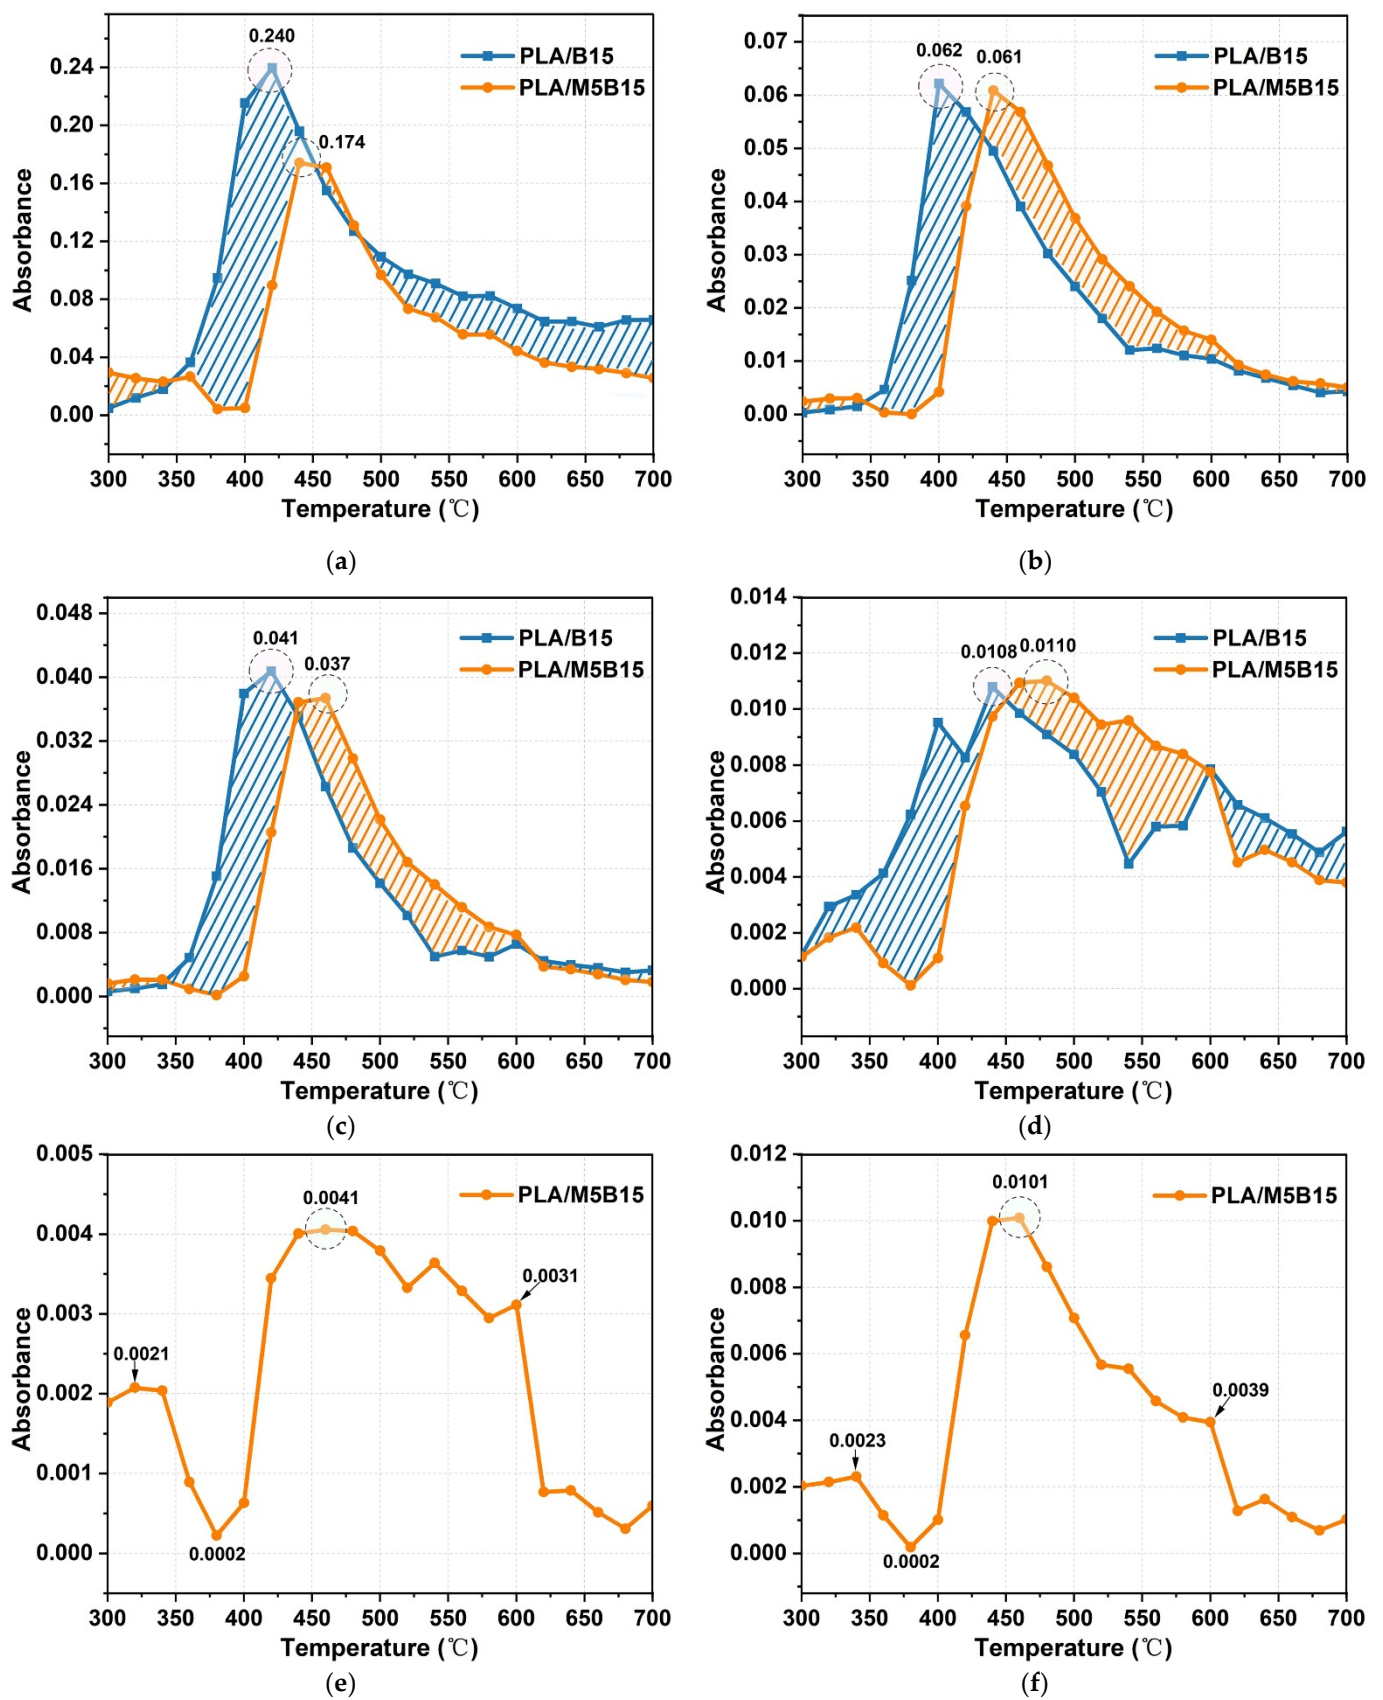 0.240
PLA/B15
PLA/M5B15
0.174
0.24
0.20
0.16
0.12
0.08
0.04
0.00
Absorbance
300 350 400 450 500 550 600 650 700
Temperature (℃)
(a)
0.062
0.061
PLA/B15
PLA/M5B15
0.07
0.06
0.05
0.04
0.03
0.02
0.01
0.00
Absorbance
300 350 400 450 500 550 600 650 700
Temperature (℃)
(b)
0.041
0.037
PLA/B15
PLA/M5B15
0.048
0.040
0.032
0.024
0.016
0.008
0.000
Absorbance
300 350 400 450 500 550 600 650 700
Temperature (℃)
(c)
0.0108
0.0110
PLA/B15
PLA/M5B15
0.014
0.012
0.010
0.008
0.006
0.004
0.002
0.000
Absorbance
300 350 400 450 500 550 600 650 700
Temperature (℃)
(d)
PLA/M5B15
0.0041
0.0031
0.0021
0.0002
0.005
0.004
0.003
0.002
0.001
0.000
Absorbance
300 350 400 450 500 550 600 650 700
Temperature (℃)
(e)
PLA/M5B15
0.0101
0.0039
0.0023
0.0002
0.012
0.010
0.008
0.006
0.004
0.002
0.000
Absorbance
300 350 400 450 500 550 600 650 700
Temperature (℃)
(f)